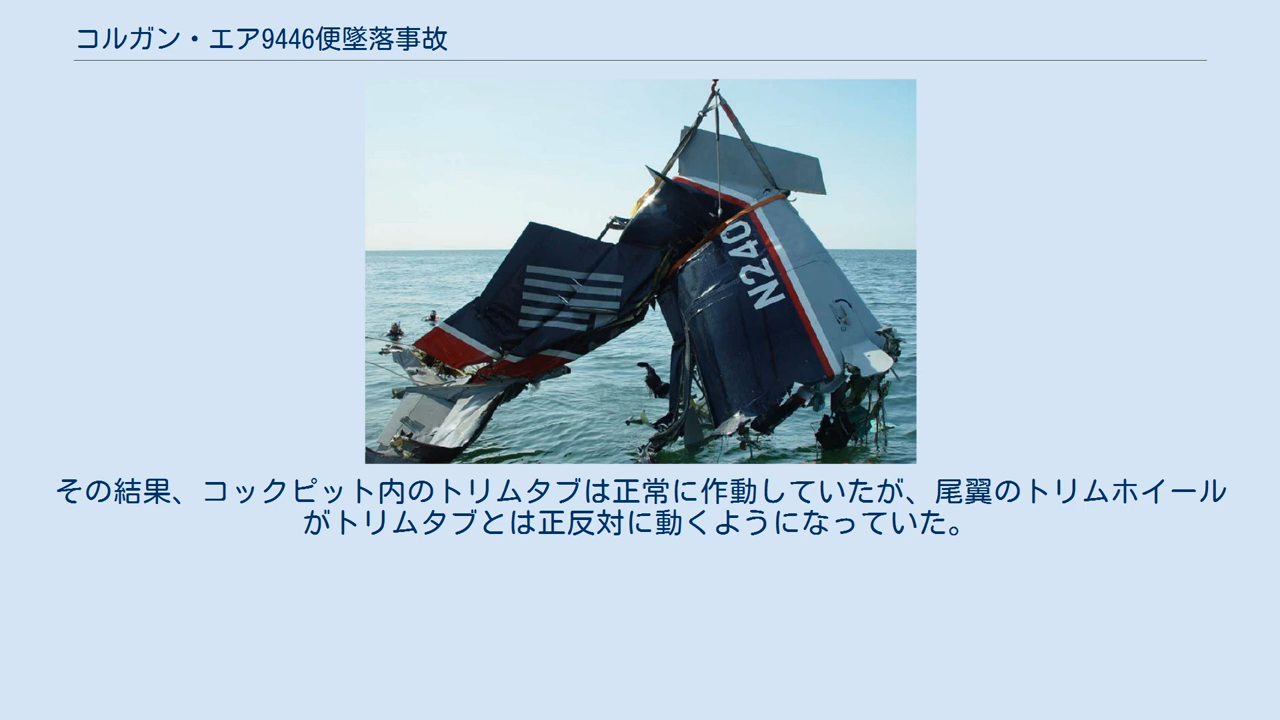 コルガン・エア9446便墜落事故
N240
その結果、コックピット内のトリムタブは正常に作動していたが、尾翼のトリムホイール
がトリムタブとは正反対に動くようになっていた。